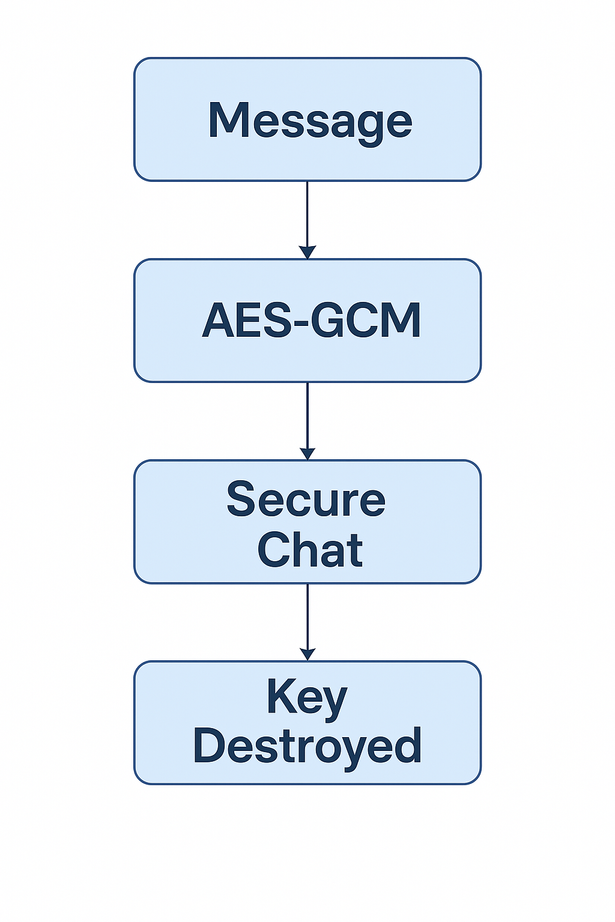 Message
AES-GCM
Secure
Chat
Key
Destroyed